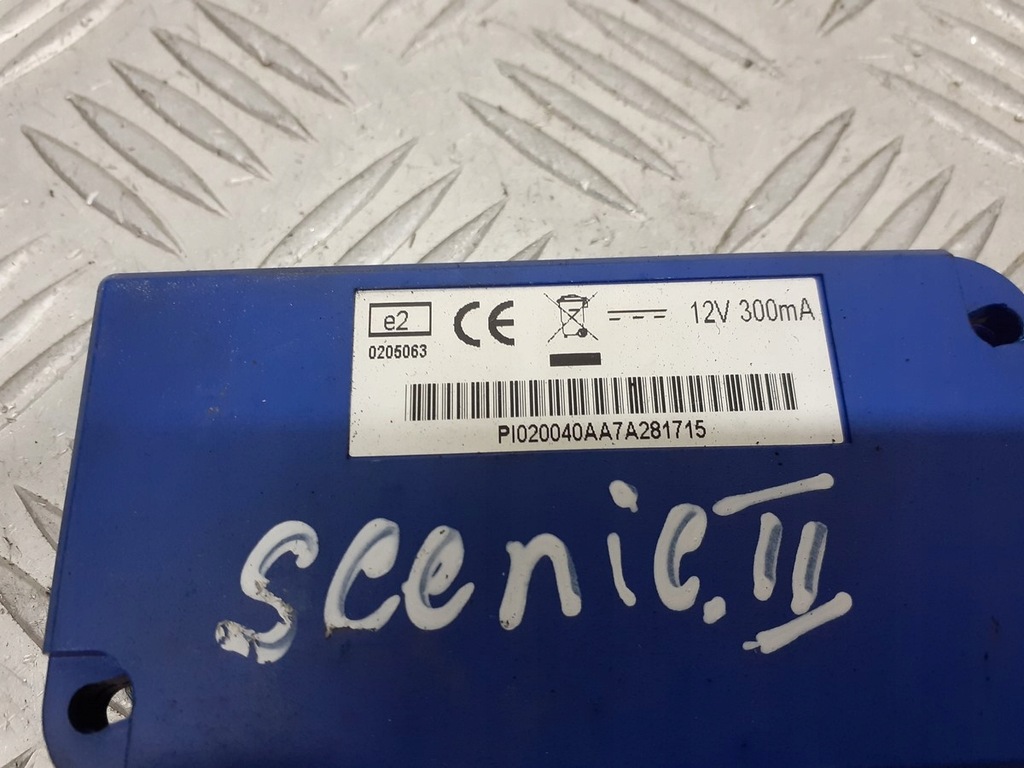 e2 CE 12V 300mA
0205063
PI020040AA7A281715
scenic.II